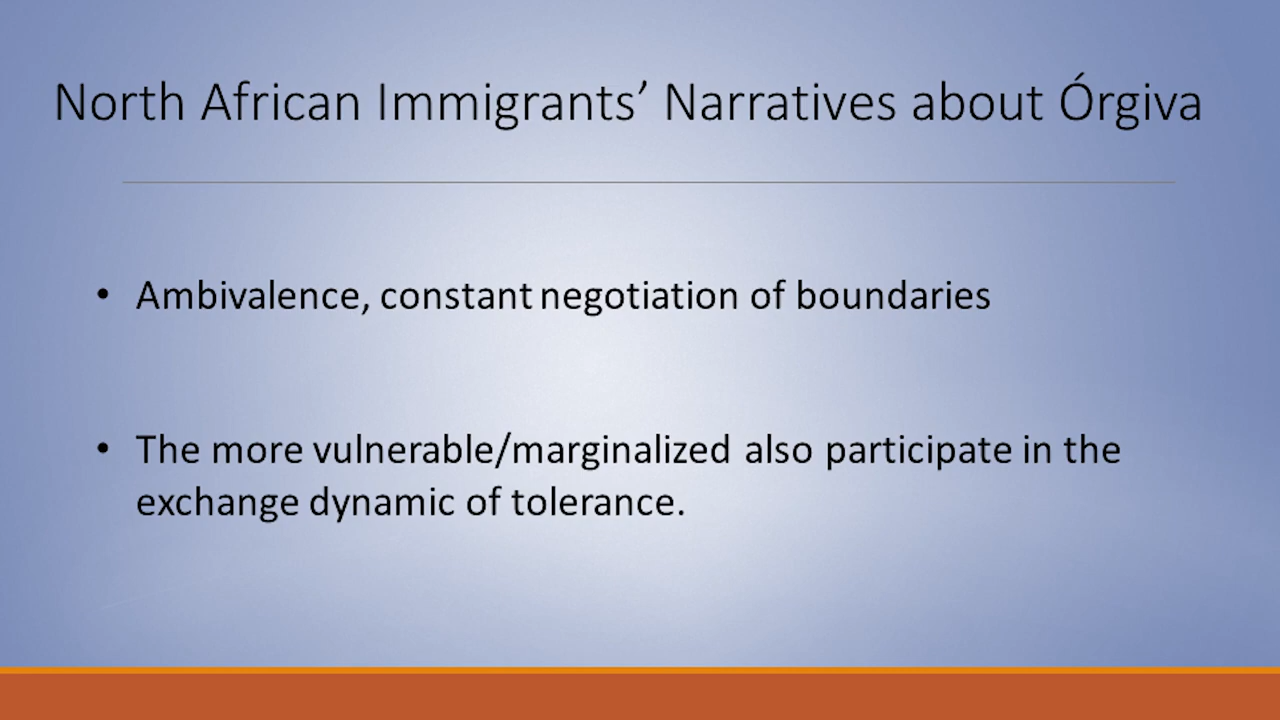 North African Immigrants’ Narratives about Órgiva
• Ambivalence, constant negotiation of boundaries
• The more vulnerable/marginalized also participate in the
exchange dynamic of tolerance.